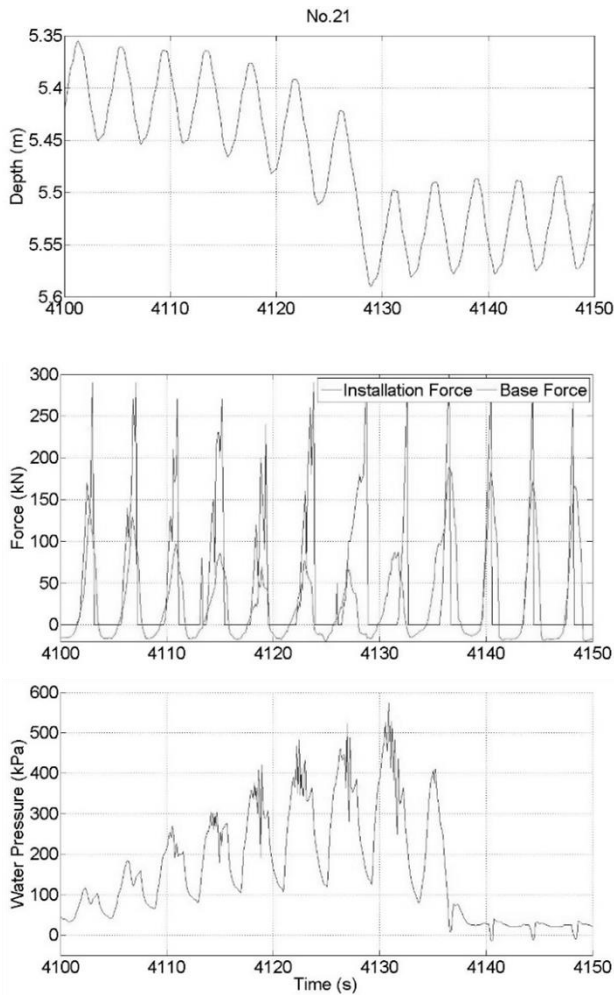 No.21
5.35
5.4
5.45
5.5
5.55
5.6
Depth (m)
4100 4110 4120 4130 4140 4150
300
250
200
150
100
50
0
Force (kN)
Installation Force Base Force
4100 4110 4120 4130 4140 4150
600
500
400
300
200
100
0
Water Pressure (kPa)
4100 4110 4120 4130 4140 4150
Time (s)